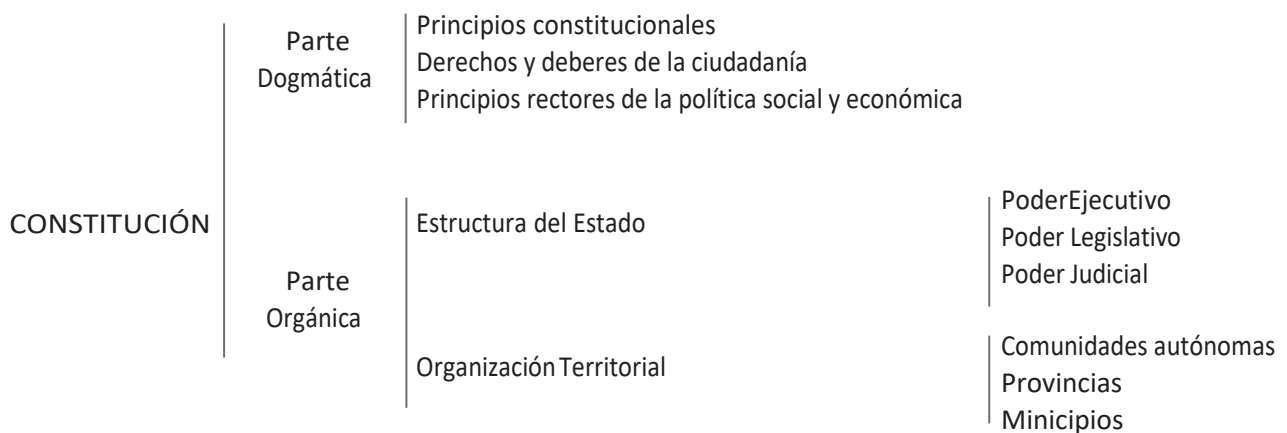 CONSTITUCIÓN
Parte
Dogmática
Principios constitucionales
Derechos y deberes de la ciudadanía
Principios rectores de la política social y económica
Parte
Orgánica
Estructura del Estado
PoderEjecutivo
Poder Legislativo
Poder Judicial
Organización Territorial
Comunidades autónomas
Provincias
Minicipios